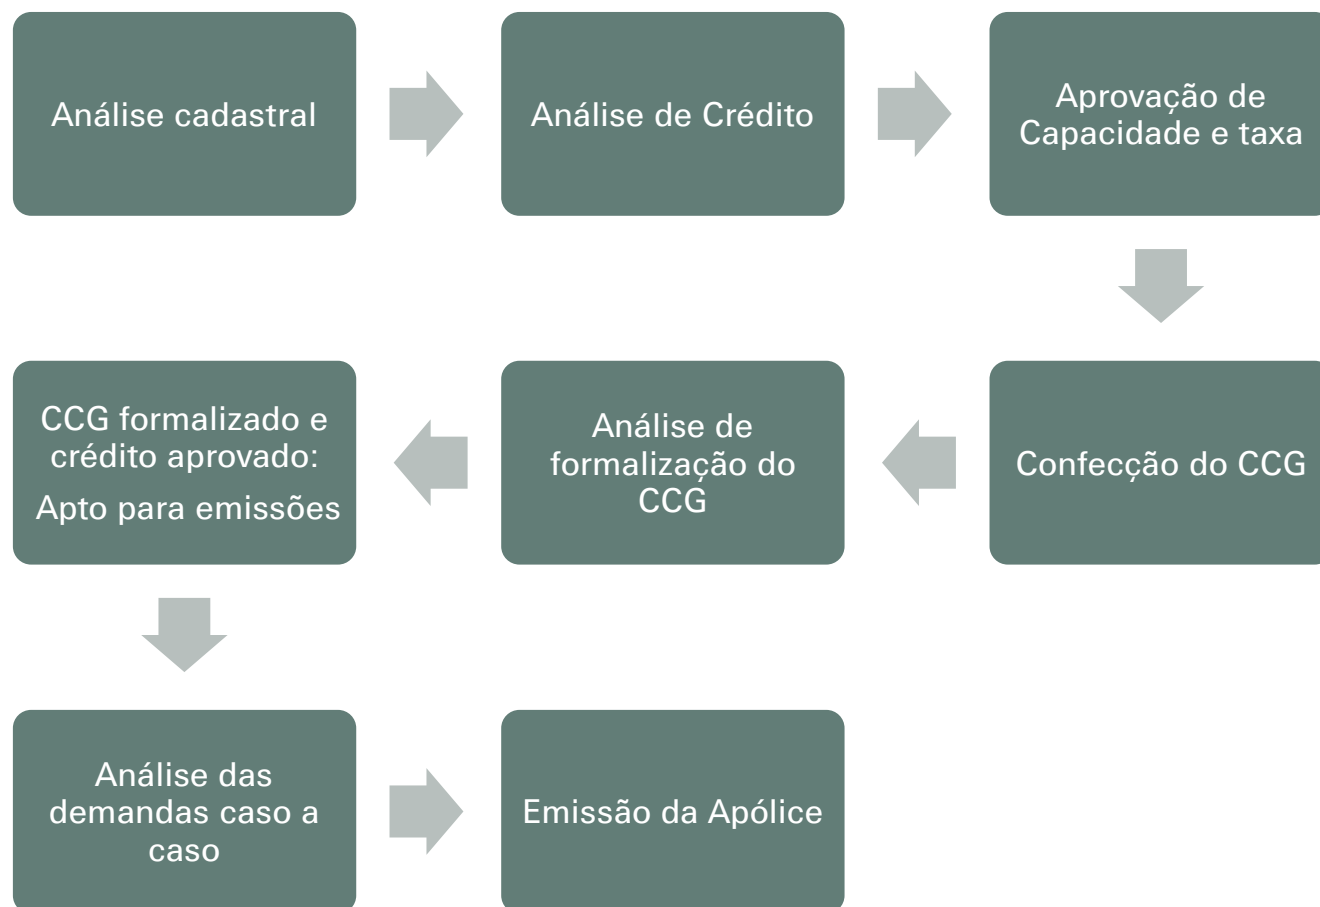 Análise cadastral
Análise de Crédito
Aprovação de
Capacidade e taxa
Confecção do CCG
Análise de
formalização do
CCG
CCG formalizado e
crédito aprovado:
Apto para emissões
Análise das
demandas caso a
caso
Emissão da Apólice